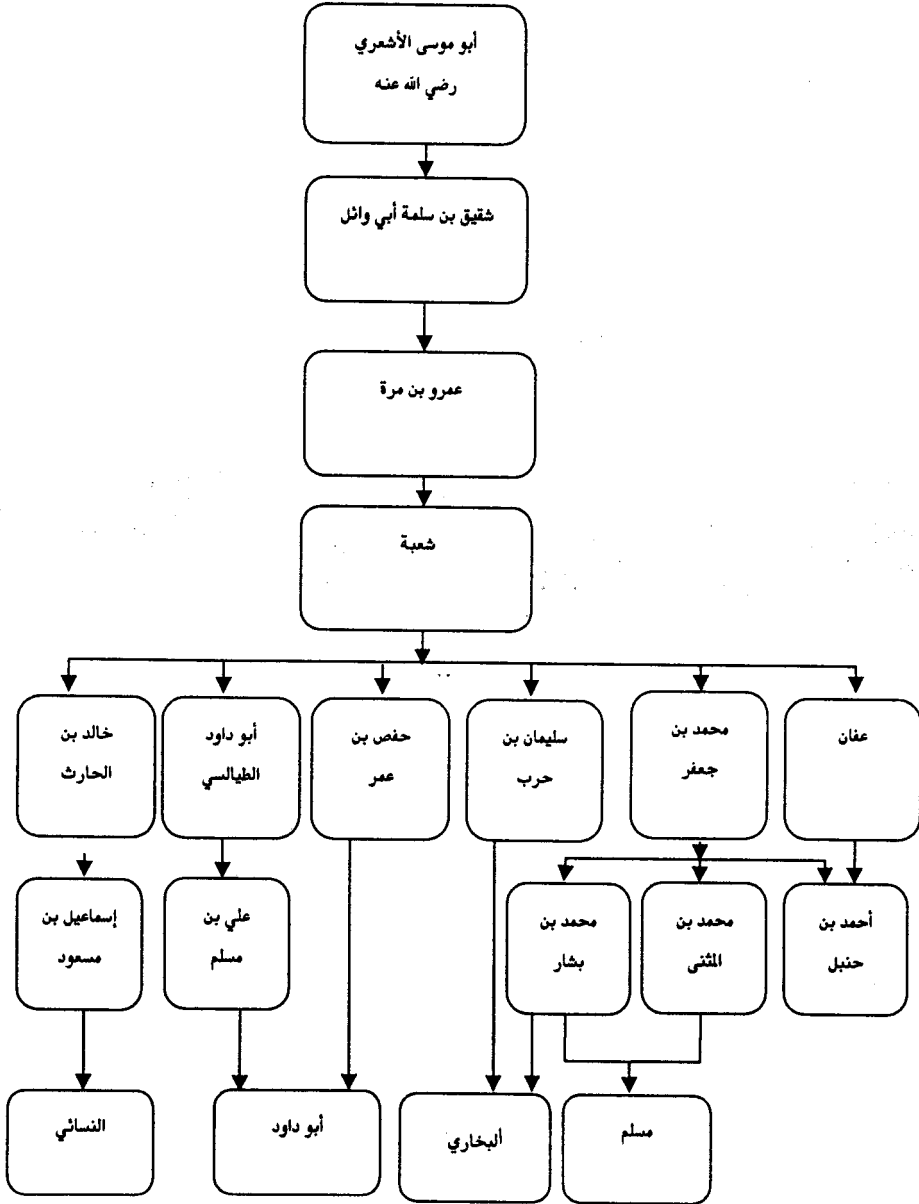 أبو موسى الأشعري
رضي الله عنه
شقيق بن سلمة أبي وائل
عمرو بن مرة
شعبة
عفان
محمد بن
جعفر
سليمان بن
حرب
حفص بن
عمر
أبو داود
الطيالسي
خالد بن
الحارث
أحمد بن
حنبل
محمد بن
المثنى
محمد بن
بشار
علي بن
مسلم
إسماعيل بن
مسعود
مسلم
ألبخاري
أبو داود
النسائي